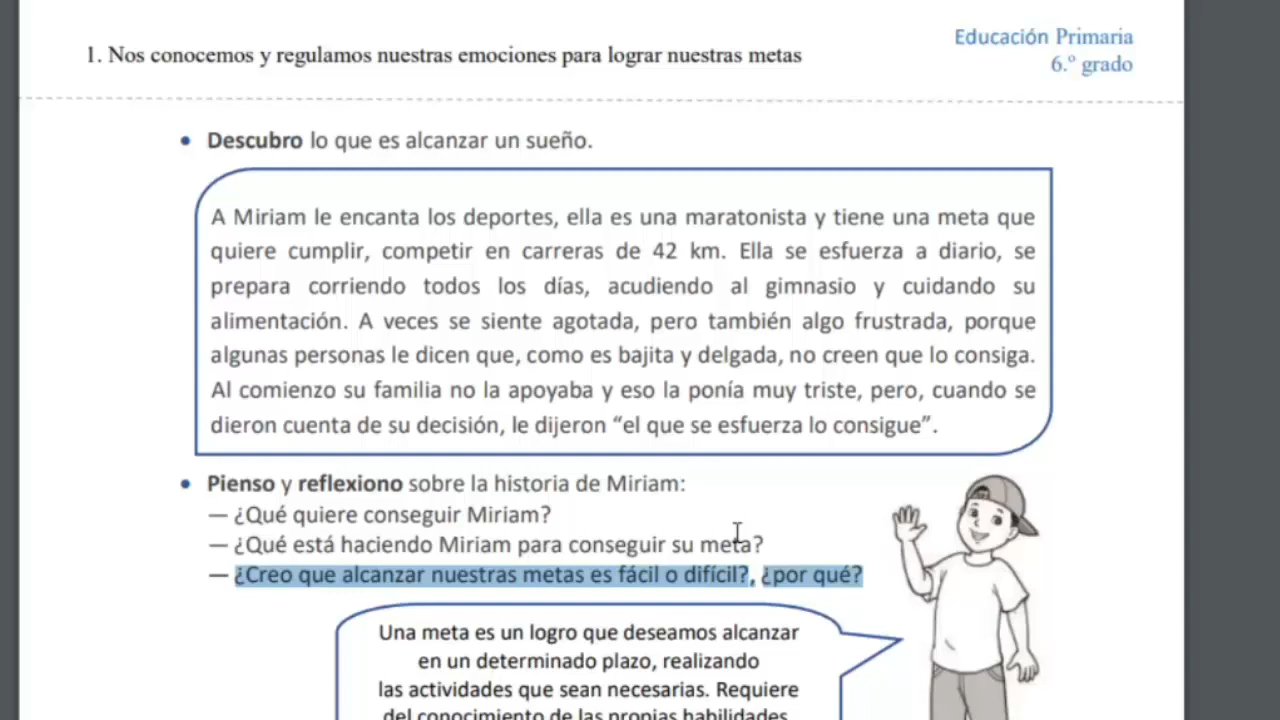 1. Nos conocemos y regulamos nuestras emociones para lograr nuestras metas
Educación Primaria
6.º grado
• Descubro lo que es alcanzar un sueño.
A Miriam le encanta los deportes, ella es una maratonista y tiene una meta que
quiere cumplir, competir en carreras de 42 km. Ella se esfuerza a diario, se
prepara corriendo todos los días, acudiendo al gimnasio y cuidando su
alimentación. A veces se siente agotada, pero también algo frustrada, porque
algunas personas le dicen que, como es bajita y delgada, no creen que lo consiga.
Al comienzo su familia no la apoyaba y eso la ponía muy triste, pero, cuando se
dieron cuenta de su decisión, le dijeron “el que se esfuerza lo consigue”.
• Pienso y reflexiono sobre la historia de Miriam:
— ¿Qué quiere conseguir Miriam?
— ¿Qué está haciendo Miriam para conseguir su meta?
— ¿Creo que alcanzar nuestras metas es fácil o difícil?, ¿por qué?
Una meta es un logro que deseamos alcanzar
en un determinado plazo, realizando
las actividades que sean necesarias. Requiere
del conocimiento de las propias habilidades,